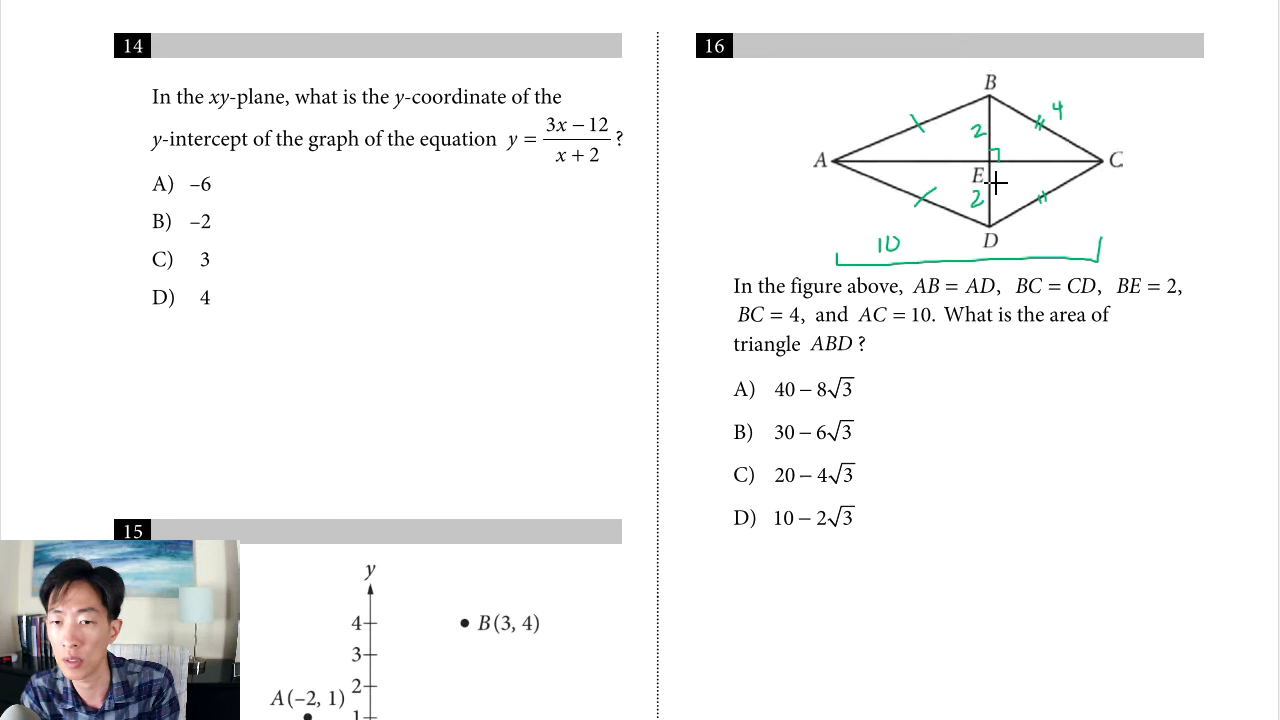 14
In the xy-plane, what is the y-coordinate of the
y-intercept of the graph of the equation y = (3x − 12)/(x + 2) ?
A) –6
B) –2
C) 3
D) 4
15
y
4
B(3, 4)
3
A(–2, 1)
2
1
16
B
4
2
A
C
E
2
10
D
In the figure above, AB = AD, BC = CD, BE = 2,
BC = 4, and AC = 10. What is the area of
triangle ABD ?
A) 40 − 8√3
B) 30 − 6√3
C) 20 − 4√3
D) 10 − 2√3